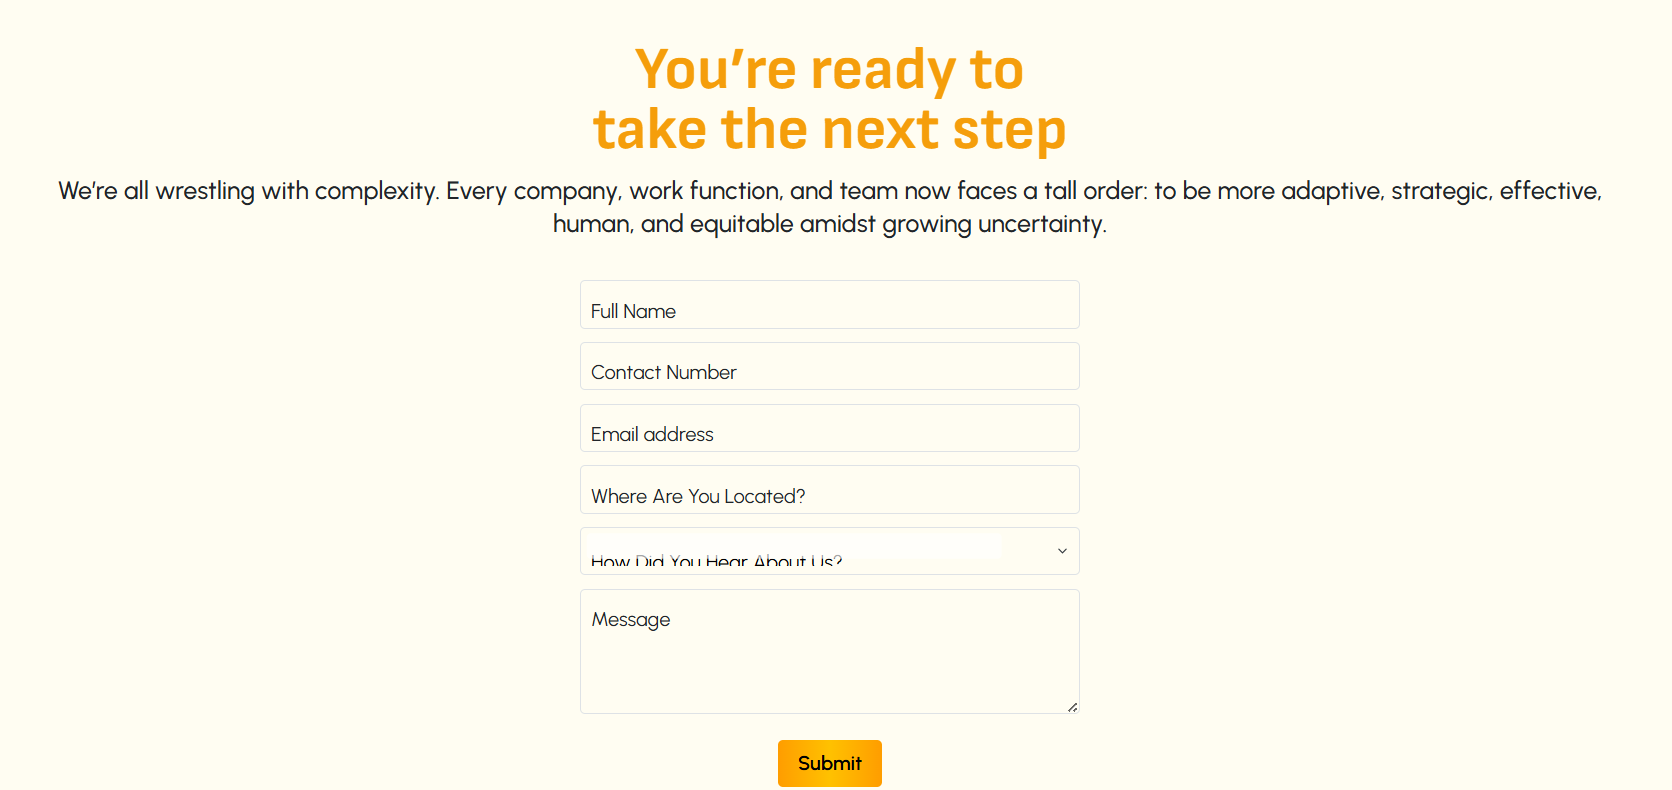 You’re ready to
take the next step
We’re all wrestling with complexity. Every company, work function, and team now faces a tall order: to be more adaptive, strategic, effective,
human, and equitable amidst growing uncertainty.
Full Name
Contact Number
Email address
Where Are You Located?
How Did You Hear About Us?
Message
Submit